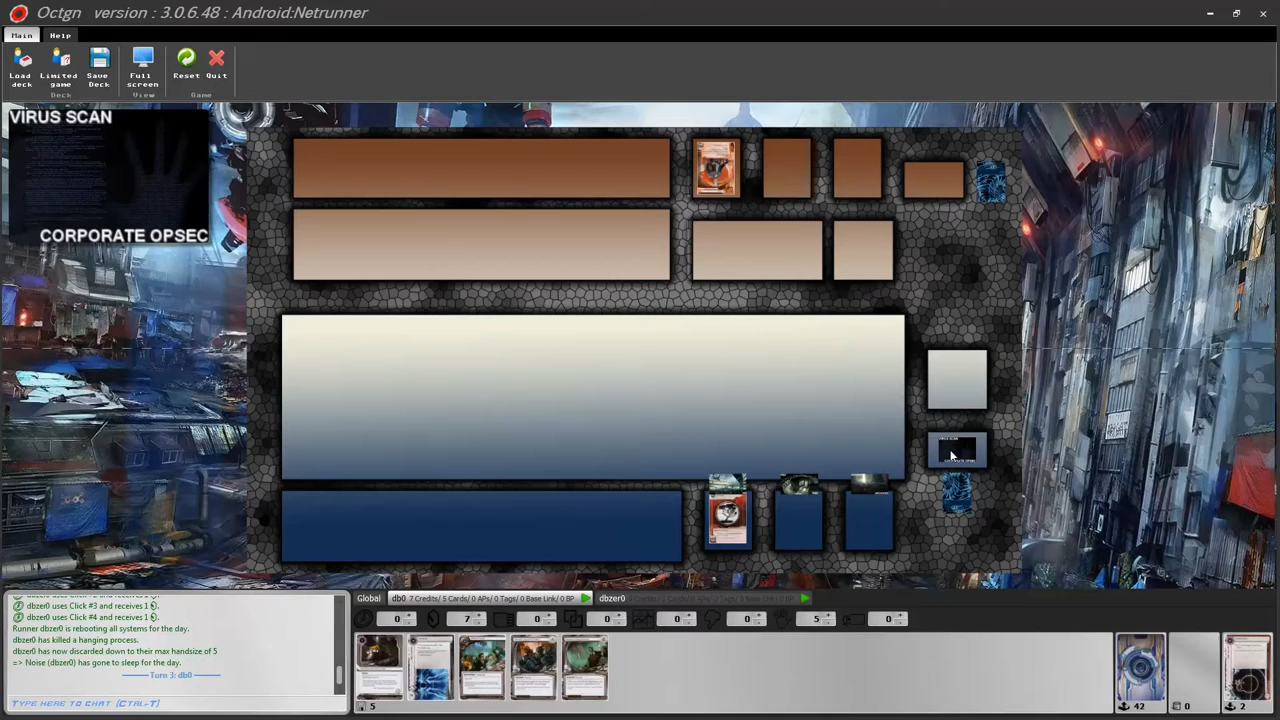 Octgn version : 3.0.6.48 : Android:Netrunner
Main Help
Load deck
Limited game
Save Deck
Full screen
Reset
Quit
Deck
View
Game
VIRUS SCAN
CORPORATE OPSEC
dbzer0 uses Click #3 and receives 1
dbzer0 uses Click #4 and receives 1
Runner dbzer0 is rebooting all systems for the day.
dbzer0 has killed a hanging process.
dbzer0 has now discarded down to their max handsize of 5
=> Noise (dbzer0) has gone to sleep for the day.
Turn 3: db0
Type here to chat (Ctrl+T)
Global
db0 7 Credits/ 5 Cards/ 0 APs/ 0 Tags/ 0 Base Link/ 0 BP
dbzer0
0 7 0 0 0 0 5 0
5
42
0
2